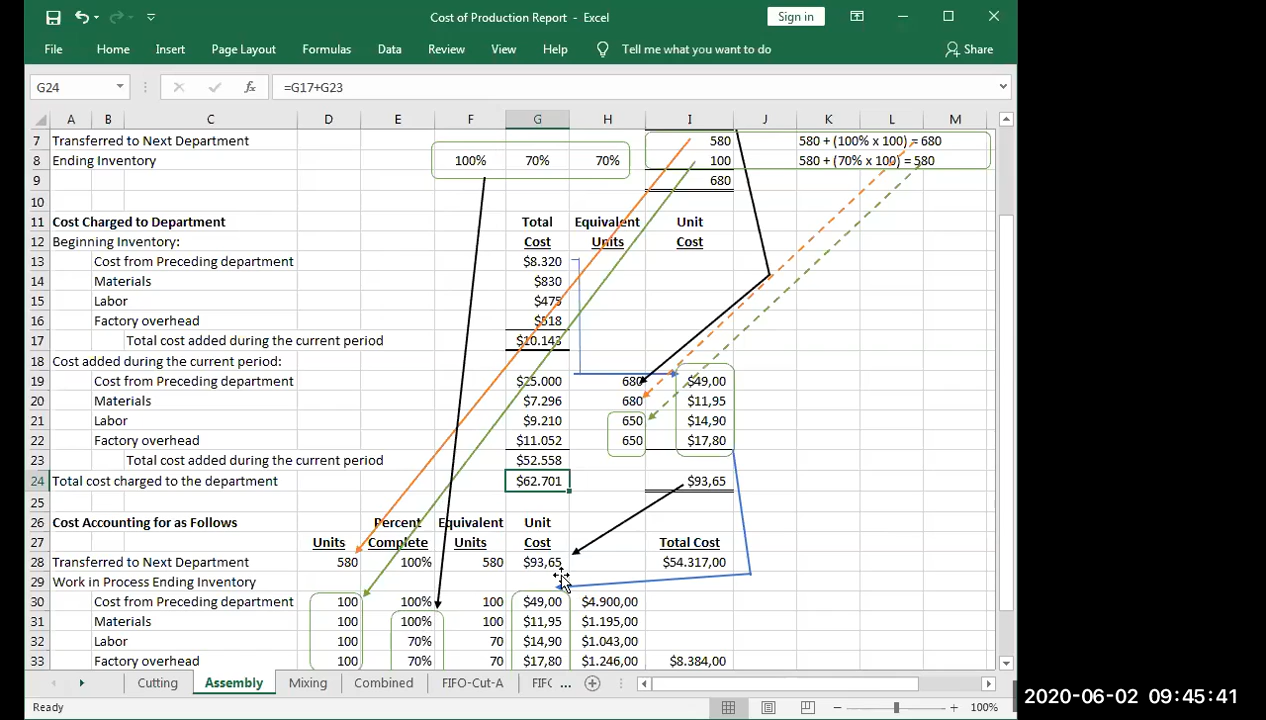 Cost of Production Report - Excel
Sign in
File Home Insert Page Layout Formulas Data Review View Help Tell me what you want to do Share
G24 fx =G17+G23
A B C D E F G H I J K L M
7 Transferred to Next Department 580 580 + (100% x 100) = 680
8 Ending Inventory 100% 70% 70% 100 580 + (70% x 100) = 580
9 680
10
11 Cost Charged to Department Total Equivalent Unit
12 Beginning Inventory: Cost Units Cost
13 Cost from Preceding department $8.320
14 Materials $830
15 Labor $475
16 Factory overhead $518
17 Total cost added during the current period $10.143
18 Cost added during the current period:
19 Cost from Preceding department $25.000 680 $49,00
20 Materials $7.296 680 $11,95
21 Labor $9.210 650 $14,90
22 Factory overhead $11.052 650 $17,80
23 Total cost added during the current period $52.558
24 Total cost charged to the department $62.701 $93,65
25
26 Cost Accounting for as Follows Percent Equivalent Unit
27 Units Complete Units Cost Total Cost
28 Transferred to Next Department 580 100% 580 $93,65 $54.317,00
29 Work in Process Ending Inventory
30 Cost from Preceding department 100 100% 100 $49,00 $4.900,00
31 Materials 100 100% 100 $11,95 $1.195,00
32 Labor 100 70% 70 $14,90 $1.043,00
33 Factory overhead 100 70% 70 $17,80 $1.246,00 $8.384,00
Cutting Assembly Mixing Combined FIFO-Cut-A FIFC ...
Ready 100%
2020-06-02 09:45:41